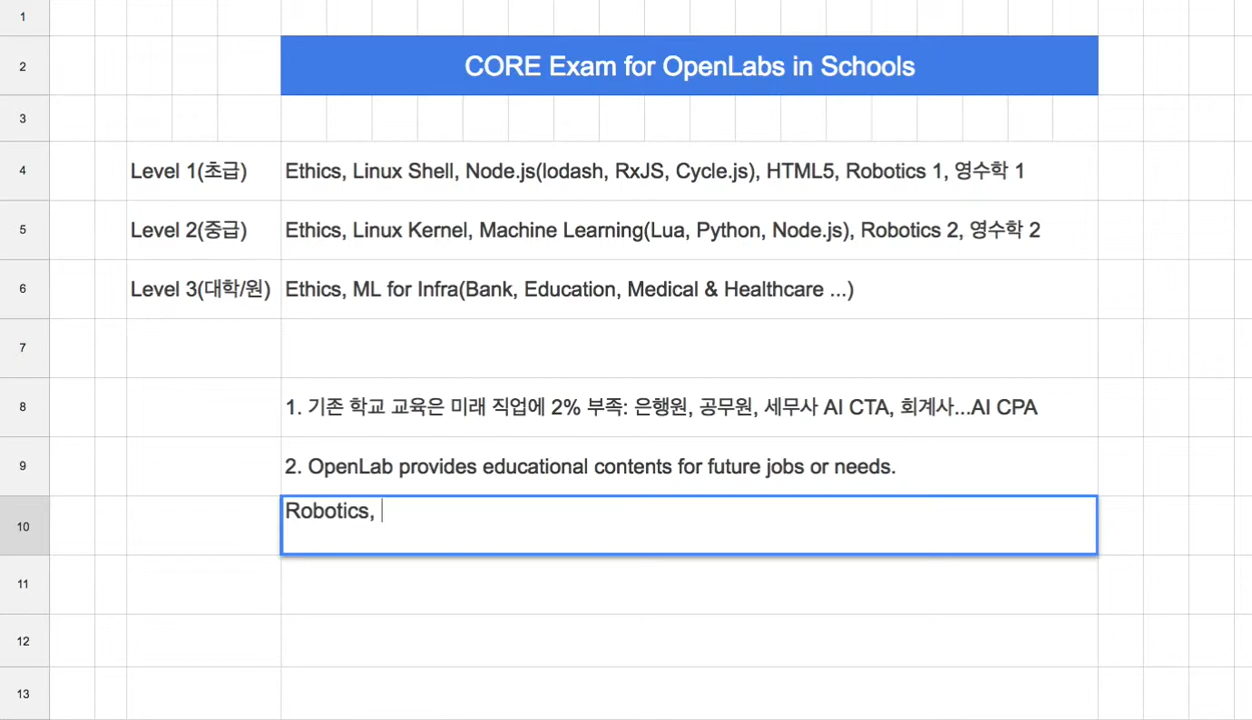 1
2
CORE Exam for OpenLabs in Schools
3
4
Level 1(초급)
Ethics, Linux Shell, Node.js(lodash, RxJS, Cycle.js), HTML5, Robotics 1, 영수학 1
5
Level 2(중급)
Ethics, Linux Kernel, Machine Learning(Lua, Python, Node.js), Robotics 2, 영수학 2
6
Level 3(대학/원)
Ethics, ML for Infra(Bank, Education, Medical & Healthcare ...)
7
8
1. 기존 학교 교육은 미래 직업에 2% 부족: 은행원, 공무원, 세무사 AI CTA, 회계사...AI CPA
9
2. OpenLab provides educational contents for future jobs or needs.
10
Robotics,
11
12
13